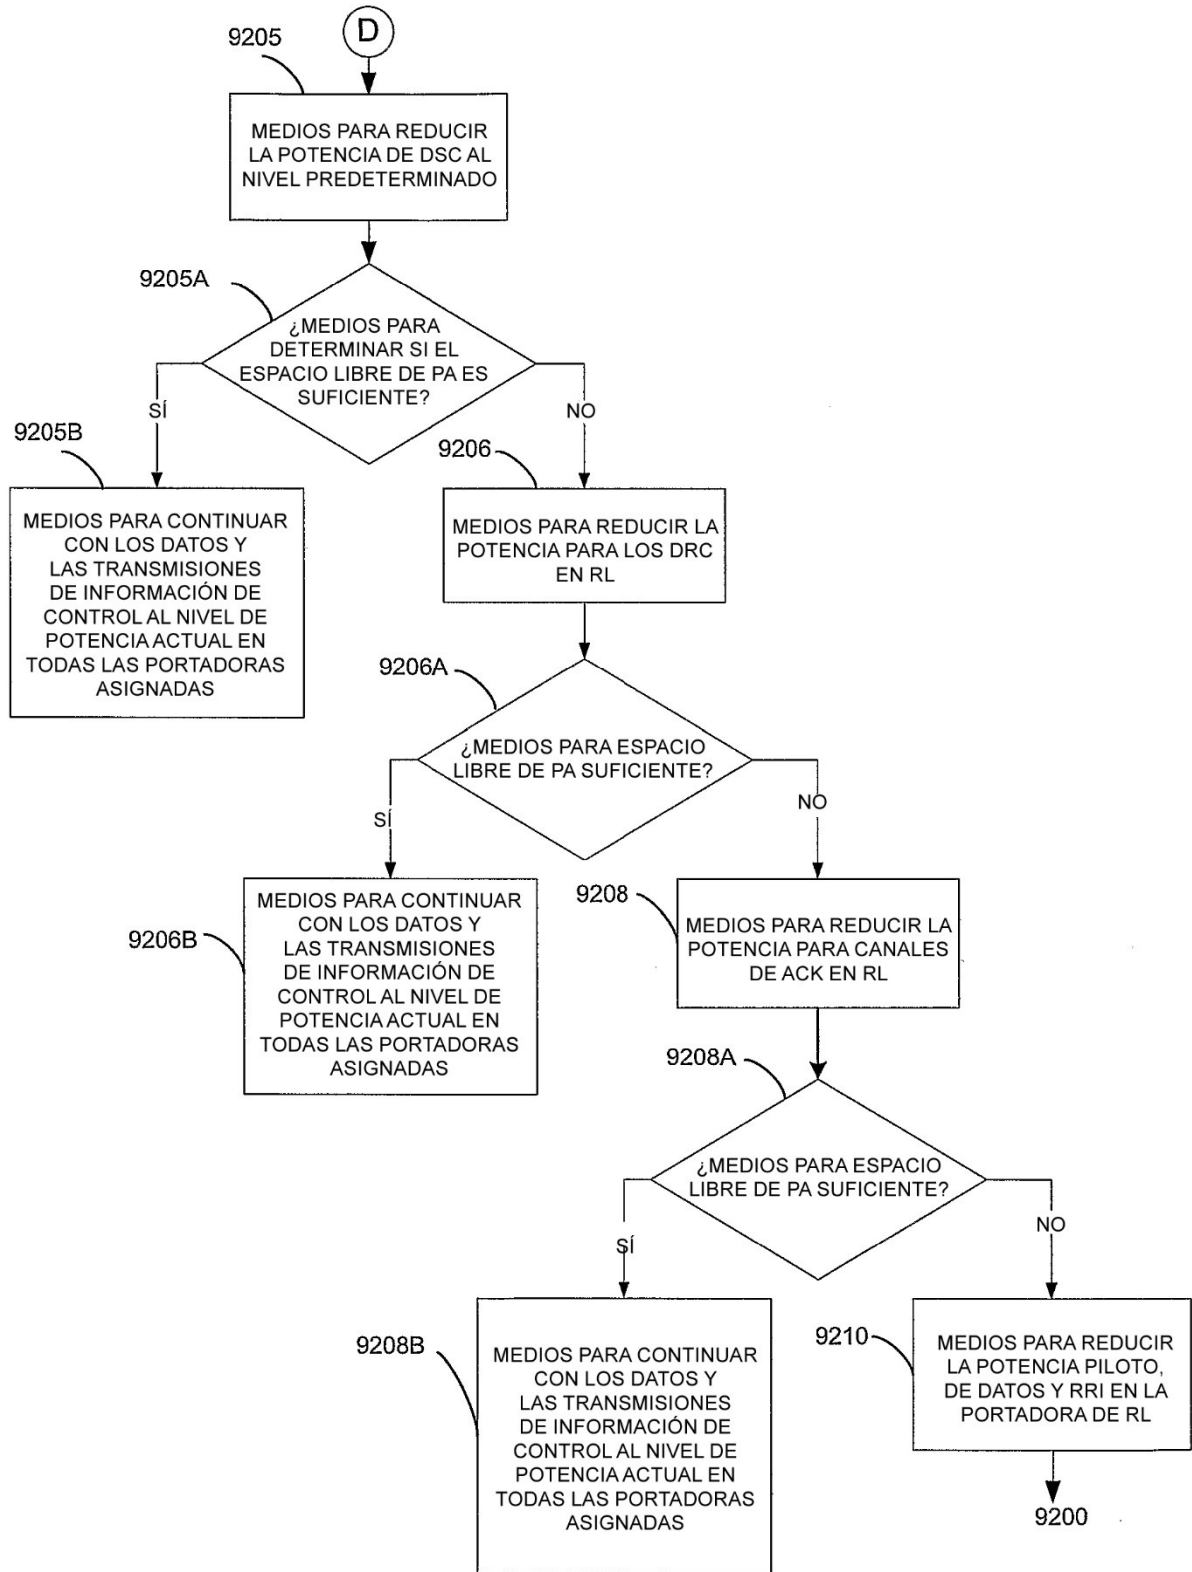 D
9205
MEDIOS PARA REDUCIR
LA POTENCIA DE DSC AL
NIVEL PREDETERMINADO
9205A
¿MEDIOS PARA
DETERMINAR SI EL
ESPACIO LIBRE DE PA ES
SUFICIENTE?
SÍ
NO
9205B
MEDIOS PARA CONTINUAR
CON LOS DATOS Y
LAS TRANSMISIONES
DE INFORMACIÓN DE
CONTROL AL NIVEL DE
POTENCIA ACTUAL EN
TODAS LAS PORTADORAS
ASIGNADAS
9206
MEDIOS PARA REDUCIR LA
POTENCIA PARA LOS DRC
EN RL
9206A
¿MEDIOS PARA ESPACIO
LIBRE DE PA SUFICIENTE?
SÍ
NO
9206B
MEDIOS PARA CONTINUAR
CON LOS DATOS Y
LAS TRANSMISIONES
DE INFORMACIÓN DE
CONTROL AL NIVEL DE
POTENCIA ACTUAL EN
TODAS LAS PORTADORAS
ASIGNADAS
9208
MEDIOS PARA REDUCIR LA
POTENCIA PARA CANALES
DE ACK EN RL
9208A
¿MEDIOS PARA ESPACIO
LIBRE DE PA SUFICIENTE?
SÍ
NO
9208B
MEDIOS PARA CONTINUAR
CON LOS DATOS Y
LAS TRANSMISIONES
DE INFORMACIÓN DE
CONTROL AL NIVEL DE
POTENCIA ACTUAL EN
TODAS LAS PORTADORAS
ASIGNADAS
9210
MEDIOS PARA REDUCIR
LA POTENCIA PILOTO,
DE DATOS Y RRI EN LA
PORTADORA DE RL
9200